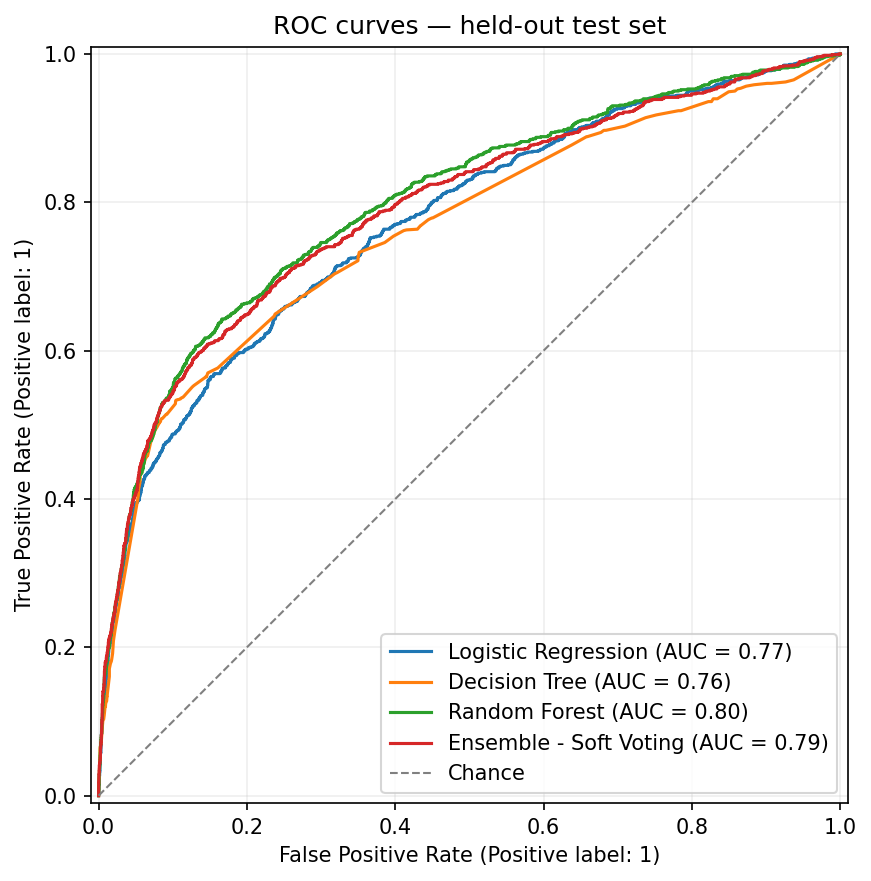 ROC curves — held-out test set
True Positive Rate (Positive label: 1)
1.0
0.8
0.6
0.4
0.2
0.0
Logistic Regression (AUC = 0.77)
Decision Tree (AUC = 0.76)
Random Forest (AUC = 0.80)
Ensemble - Soft Voting (AUC = 0.79)
Chance
0.0 0.2 0.4 0.6 0.8 1.0
False Positive Rate (Positive label: 1)